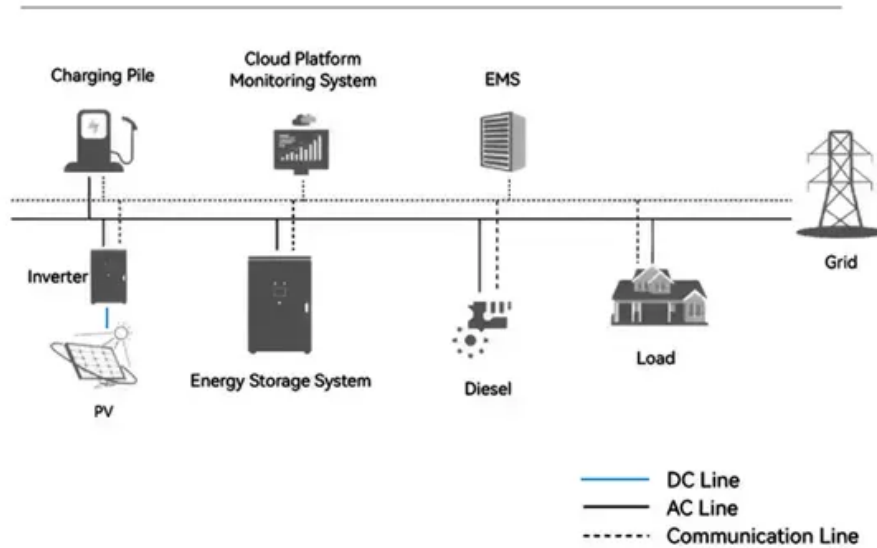 Charging Pile
Cloud Platform
Monitoring System
EMS
Grid
Inverter
Energy Storage System
Diesel
Load
PV
DC Line
AC Line
Communication Line